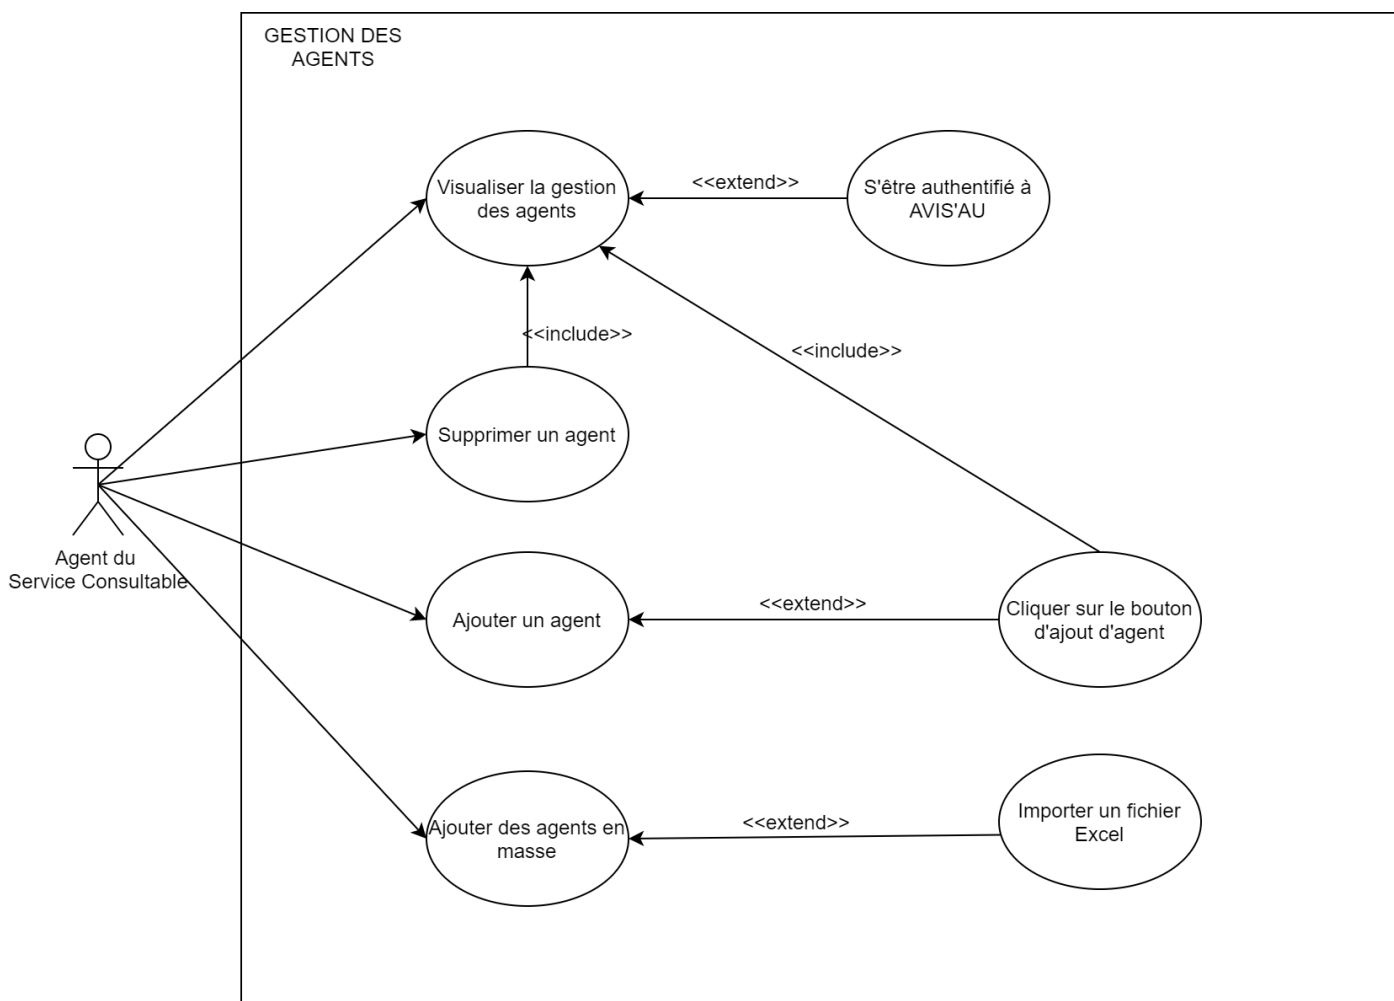 GESTION DES
AGENTS
Visualiser la gestion
des agents
<<extend>>
S'être authentifié à
AVIS'AU
<<include>>
<<include>>
Supprimer un agent
Agent du
Service Consultable
Ajouter un agent
<<extend>>
Cliquer sur le bouton
d'ajout d'agent
Ajouter des agents en
masse
<<extend>>
Importer un fichier
Excel